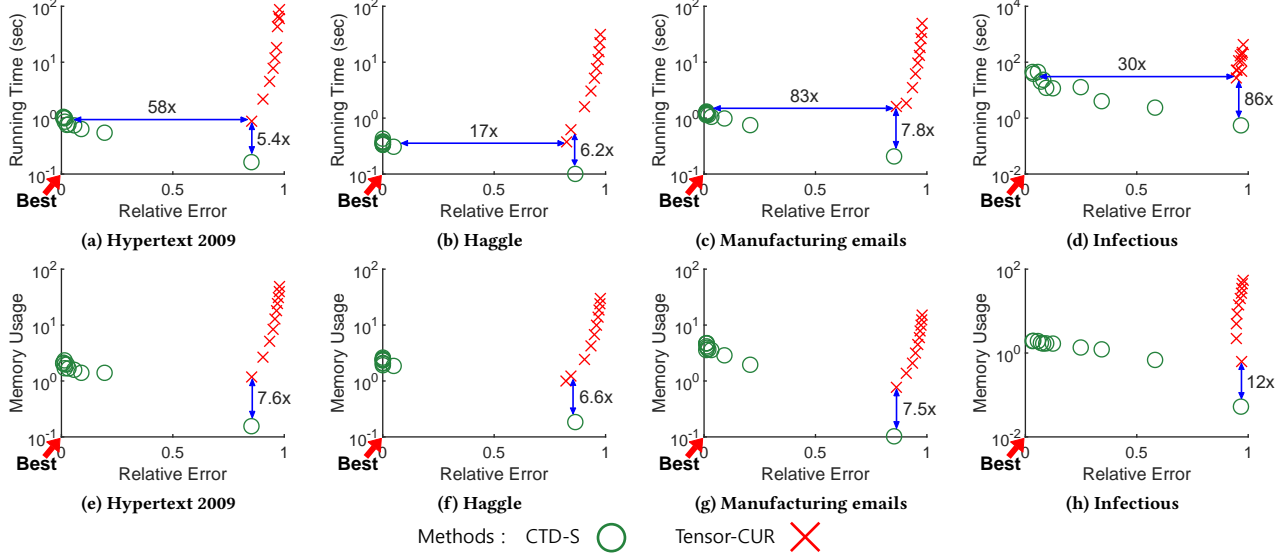 Running Time (sec)
10²
10¹
10⁰
10⁻¹
58x
5.4x
0
0.5
1
Best
Relative Error
(a) Hypertext 2009
Running Time (sec)
10²
10¹
10⁰
10⁻¹
17x
6.2x
0
0.5
1
Best
Relative Error
(b) Haggle
Running Time (sec)
10²
10¹
10⁰
10⁻¹
83x
7.8x
0
0.5
1
Best
Relative Error
(c) Manufacturing emails
Running Time (sec)
10⁴
10²
10⁰
10⁻²
30x
86x
0
0.5
1
Best
Relative Error
(d) Infectious
Memory Usage
10²
10¹
10⁰
10⁻¹
7.6x
0
0.5
1
Best
Relative Error
(e) Hypertext 2009
Memory Usage
10²
10¹
10⁰
10⁻¹
6.6x
0
0.5
1
Best
Relative Error
(f) Haggle
Memory Usage
10²
10¹
10⁰
10⁻¹
7.5x
0
0.5
1
Best
Relative Error
(g) Manufacturing emails
Memory Usage
10²
10⁰
10⁻²
12x
0
0.5
1
Best
Relative Error
(h) Infectious
Methods : CTD-S Tensor-CUR